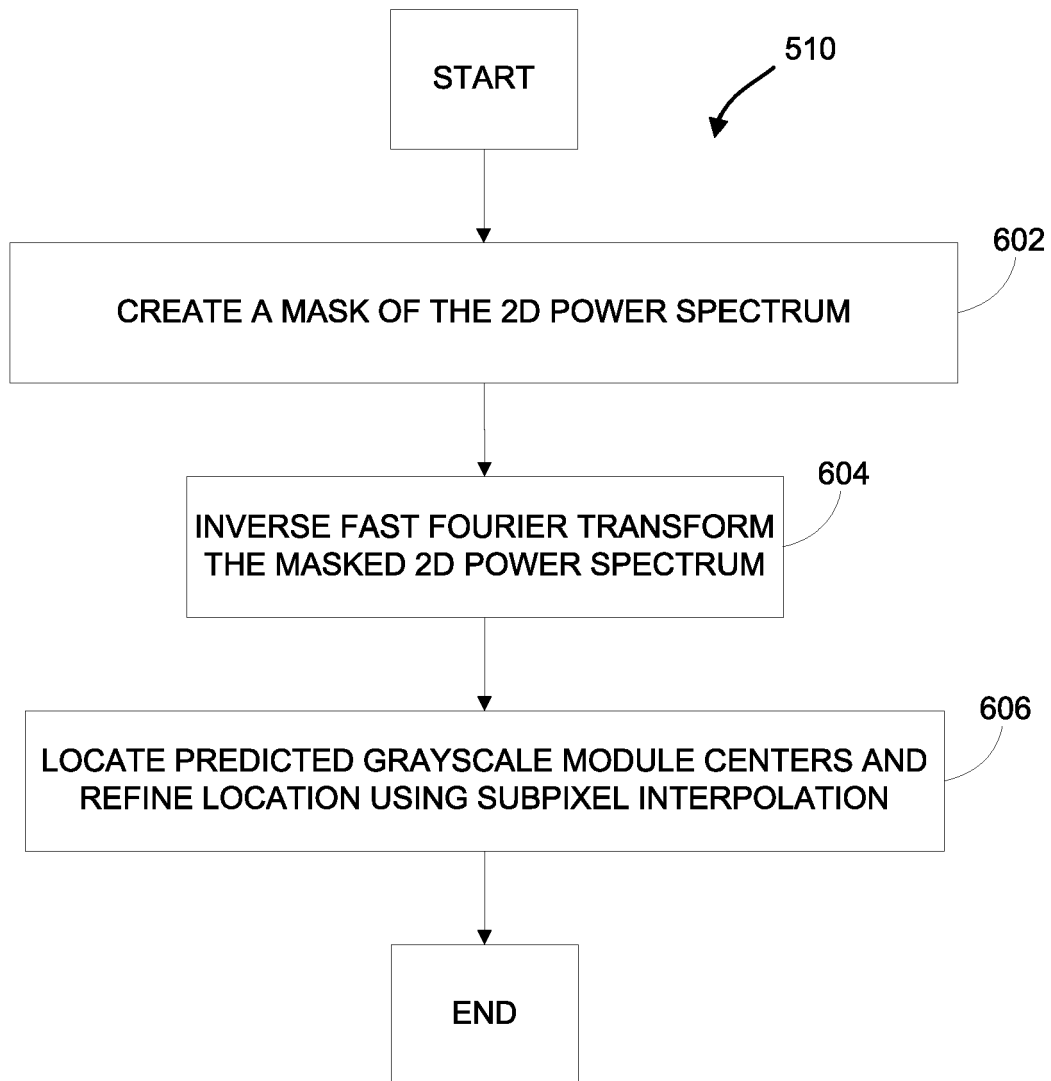 START
510
602
CREATE A MASK OF THE 2D POWER SPECTRUM
604
INVERSE FAST FOURIER TRANSFORM
THE MASKED 2D POWER SPECTRUM
606
LOCATE PREDICTED GRAYSCALE MODULE CENTERS AND
REFINE LOCATION USING SUBPIXEL INTERPOLATION
END